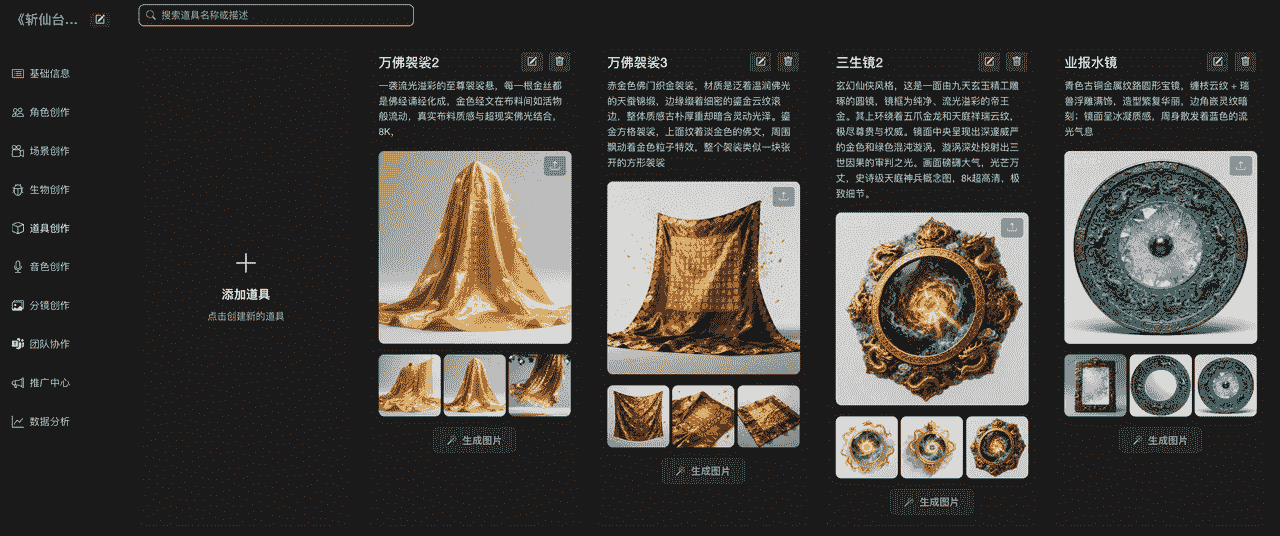 《斩仙台...
搜索道具名称或描述
基础信息
角色创作
场景创作
生物创作
道具创作
音色创作
分镜创作
团队协作
推广中心
数据分析
添加道具
点击创建新的道具
万佛袈裟2
一袭流光溢彩的至尊袈裟悬，每一根金丝都
是佛经诵经化成，金色经文在布料间如活物
般流动，真实布料质感与超现实佛光结合，
8K,
生成图片
万佛袈裟3
赤金色佛门织金袈裟，材质是泛着温润佛光
的天蚕锦缎，边缘缀着细密的鎏金云纹滚
边，整体质感古朴厚重却暗含灵动光泽。鎏
金方格袈裟，上面纹着淡金色的佛文，周围
飘动着金色粒子特效，整个袈裟类似一块张
开的方形袈裟
生成图片
三生镜2
玄幻仙侠风格，这是一面由九天玄玉精工雕
琢的圆镜，镜框为纯净、流光溢彩的帝王
金。其上环绕着五爪金龙和天庭祥瑞云纹，
极尽尊贵与权威。镜面中央呈现出深邃威严
的金色和绿色混沌漩涡，漩涡深处投射出三
世因果的审判之光。画面磅礴大气，光芒万
丈，史诗级天庭神兵概念图，8k超高清，极
致细节。
生成图片
业报水镜
青色古铜金属纹路圆形宝镜，缠枝云纹 + 瑞
兽浮雕满饰，造型繁复华丽，边角嵌灵纹暗
刻；镜面呈冰凝质感，周身散发着蓝色的流
光气息
生成图片